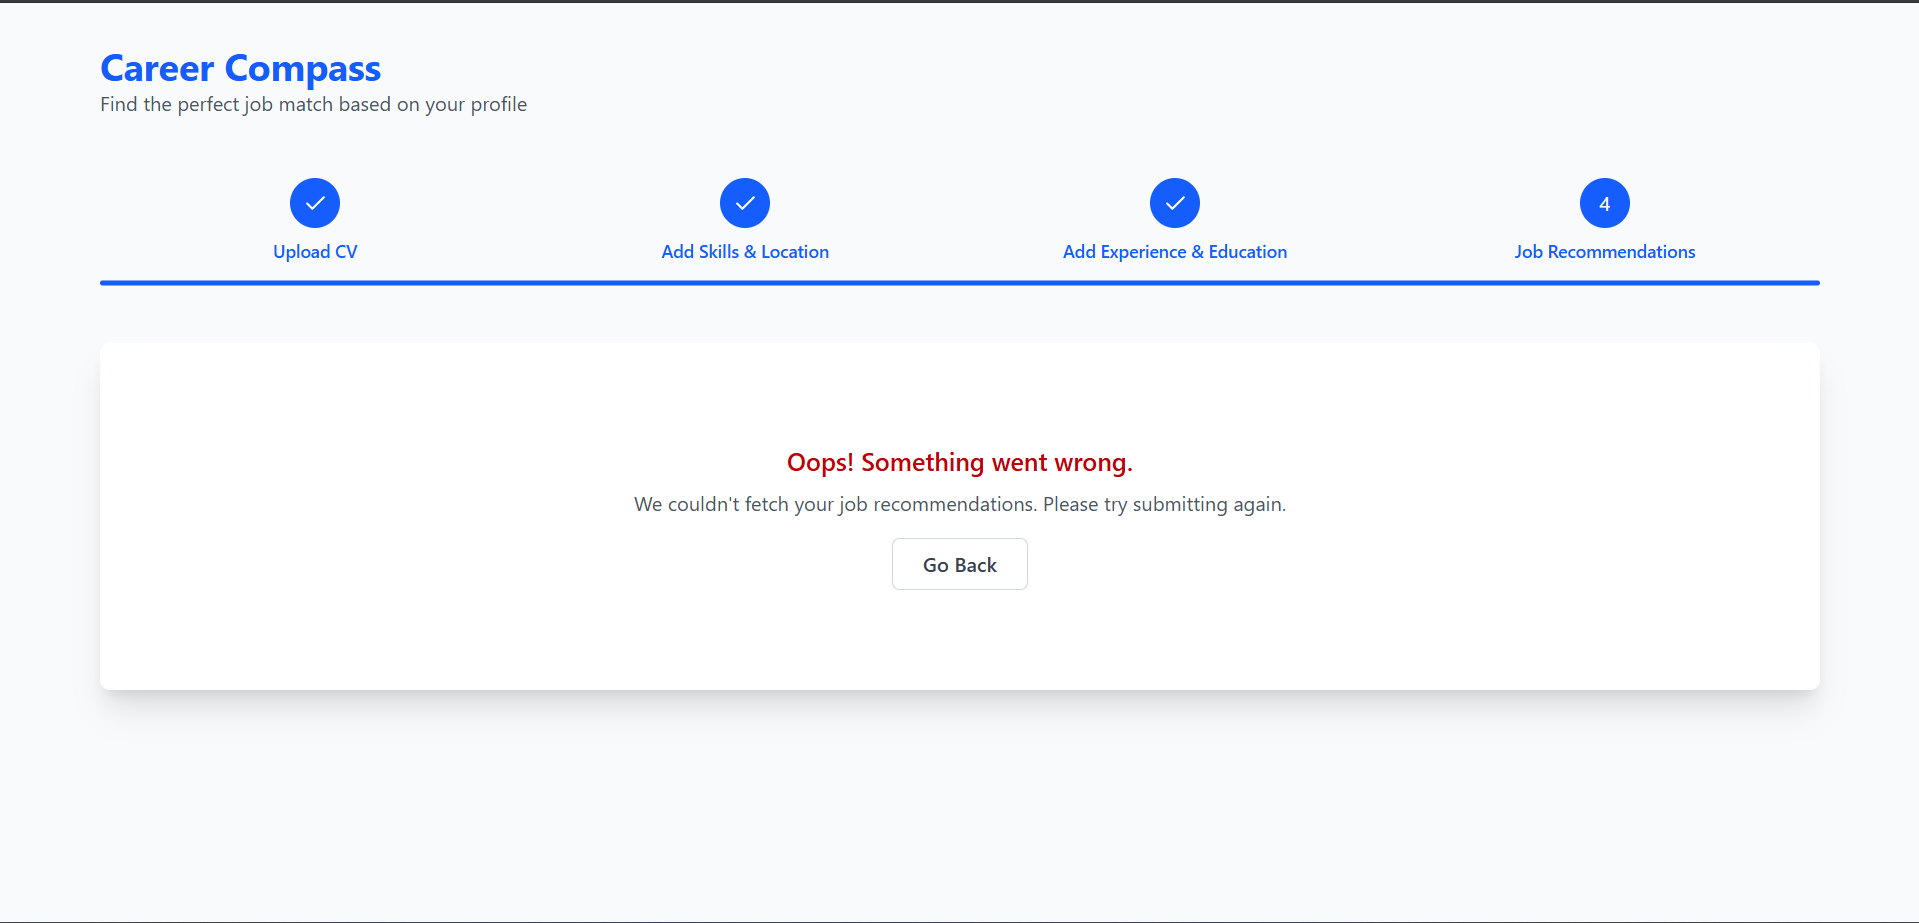 Career Compass
Find the perfect job match based on your profile
4
Upload CV
Add Skills & Location
Add Experience & Education
Job Recommendations
Oops! Something went wrong.
We couldn't fetch your job recommendations. Please try submitting again.
Go Back